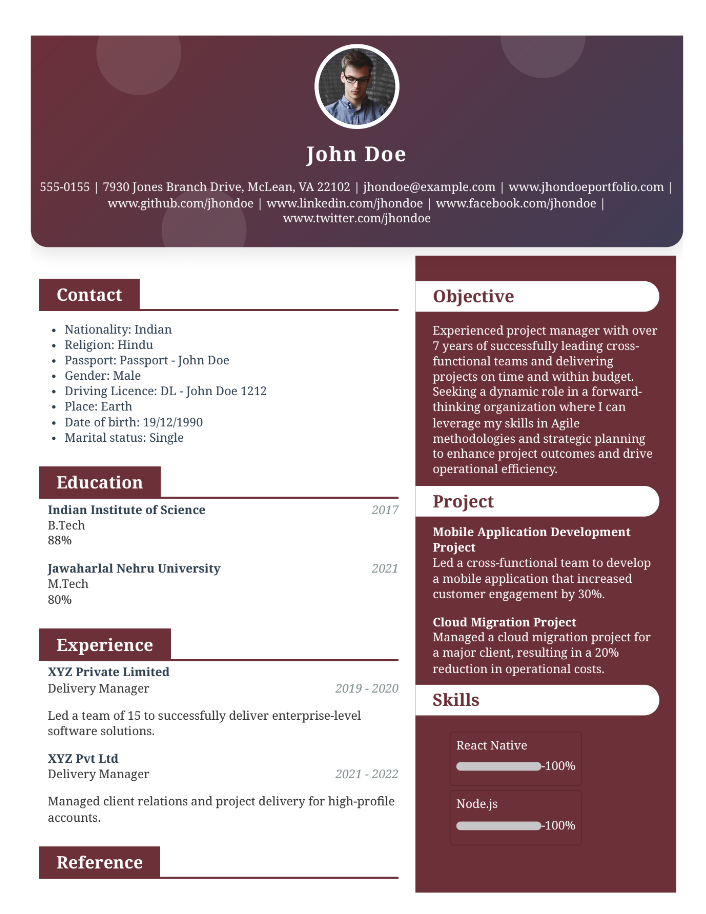 John Doe
555-0155 | 7930 Jones Branch Drive, McLean, VA 22102 | jhondoe@example.com | www.jhondoeportfolio.com |
www.github.com/jhondoe | www.linkedin.com/jhondoe | www.facebook.com/jhondoe |
www.twitter.com/jhondoe
Contact
• Nationality: Indian
• Religion: Hindu
• Passport: Passport - John Doe
• Gender: Male
• Driving Licence: DL - John Doe 1212
• Place: Earth
• Date of birth: 19/12/1990
• Marital status: Single
Education
Indian Institute of Science 2017
B.Tech
88%
Jawaharlal Nehru University 2021
M.Tech
80%
Experience
XYZ Private Limited
Delivery Manager 2019 - 2020
Led a team of 15 to successfully deliver enterprise-level
software solutions.
XYZ Pvt Ltd
Delivery Manager 2021 - 2022
Managed client relations and project delivery for high-profile
accounts.
Reference
Objective
Experienced project manager with over
7 years of successfully leading cross-
functional teams and delivering
projects on time and within budget.
Seeking a dynamic role in a forward-
thinking organization where I can
leverage my skills in Agile
methodologies and strategic planning
to enhance project outcomes and drive
operational efficiency.
Project
Mobile Application Development
Project
Led a cross-functional team to develop
a mobile application that increased
customer engagement by 30%.
Cloud Migration Project
Managed a cloud migration project for
a major client, resulting in a 20%
reduction in operational costs.
Skills
React Native
-100%
Node.js
-100%